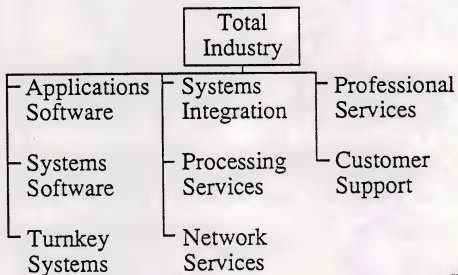 Total
Industry
Applications
Software
Systems
Software
Turnkey
Systems
Systems
Integration
Processing
Services
Network
Services
Professional
Services
Customer
Support